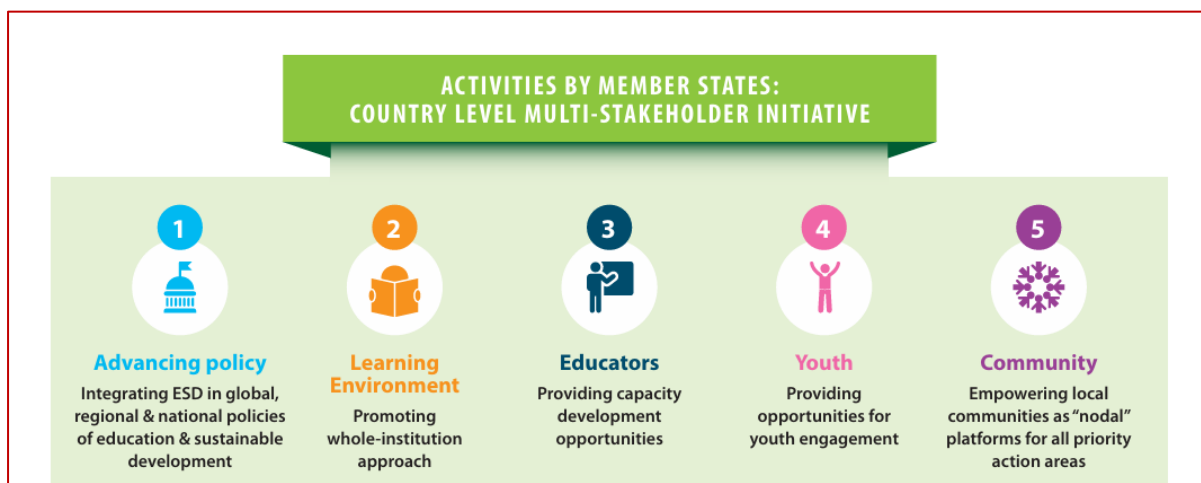 ACTIVITIES BY MEMBER STATES:
COUNTRY LEVEL MULTI-STAKEHOLDER INITIATIVE
1
Advancing policy
Integrating ESD in global,
regional & national policies
of education & sustainable
development
2
Learning
Environment
Promoting
whole-institution
approach
3
Educators
Providing capacity
development
opportunities
4
Youth
Providing
opportunities for
youth engagement
5
Community
Empowering local
communities as “nodal”
platforms for all priority
action areas